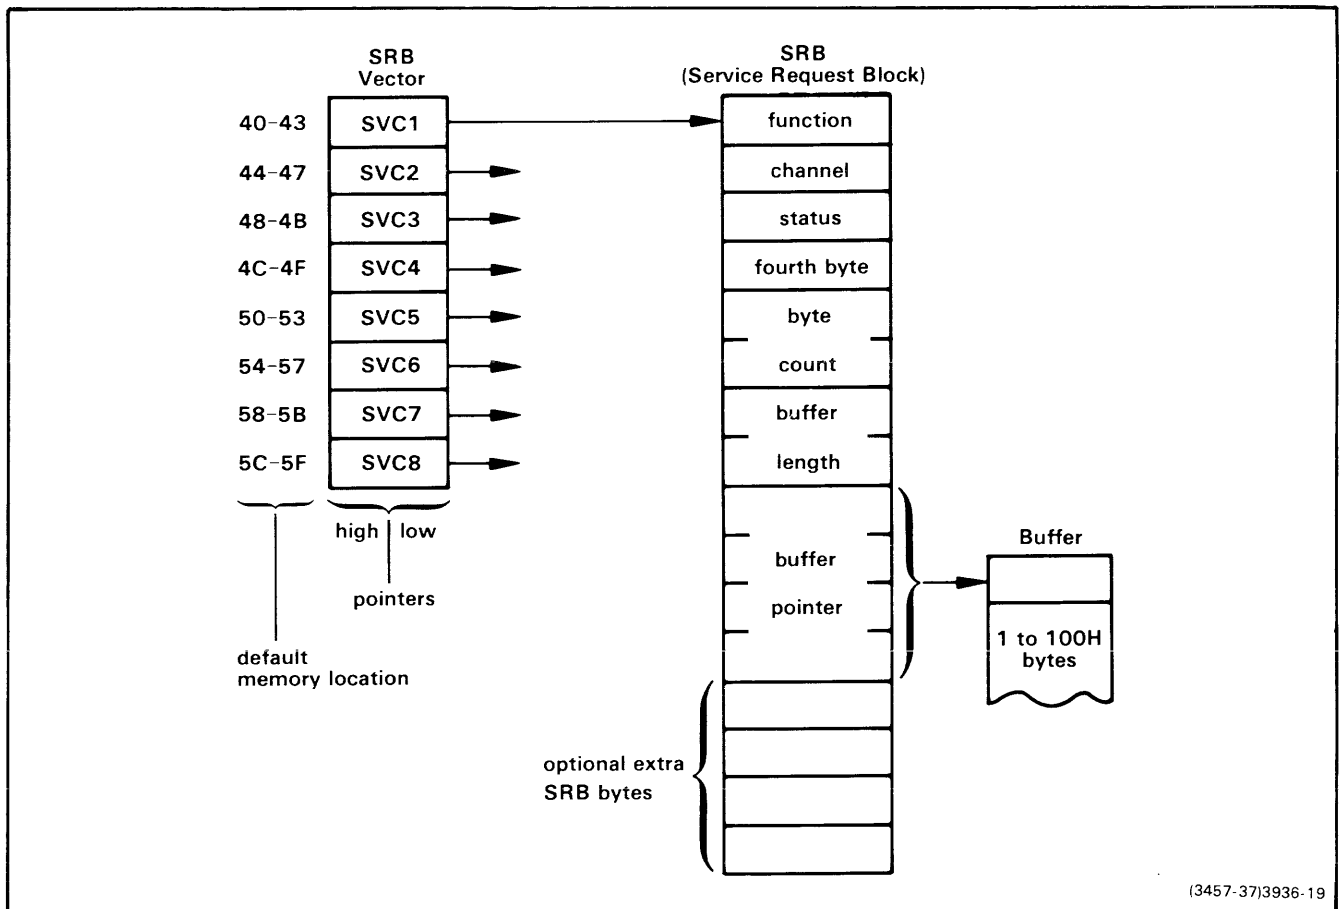 SRB
Vector
SRB
(Service Request Block)
40-43 SVC1
44-47 SVC2
48-4B SVC3
4C-4F SVC4
50-53 SVC5
54-57 SVC6
58-5B SVC7
5C-5F SVC8
high low
pointers
default
memory location
function
channel
status
fourth byte
byte
count
buffer
length
buffer
pointer
optional extra
SRB bytes
Buffer
1 to 100H
bytes
(3457-37)3936-19